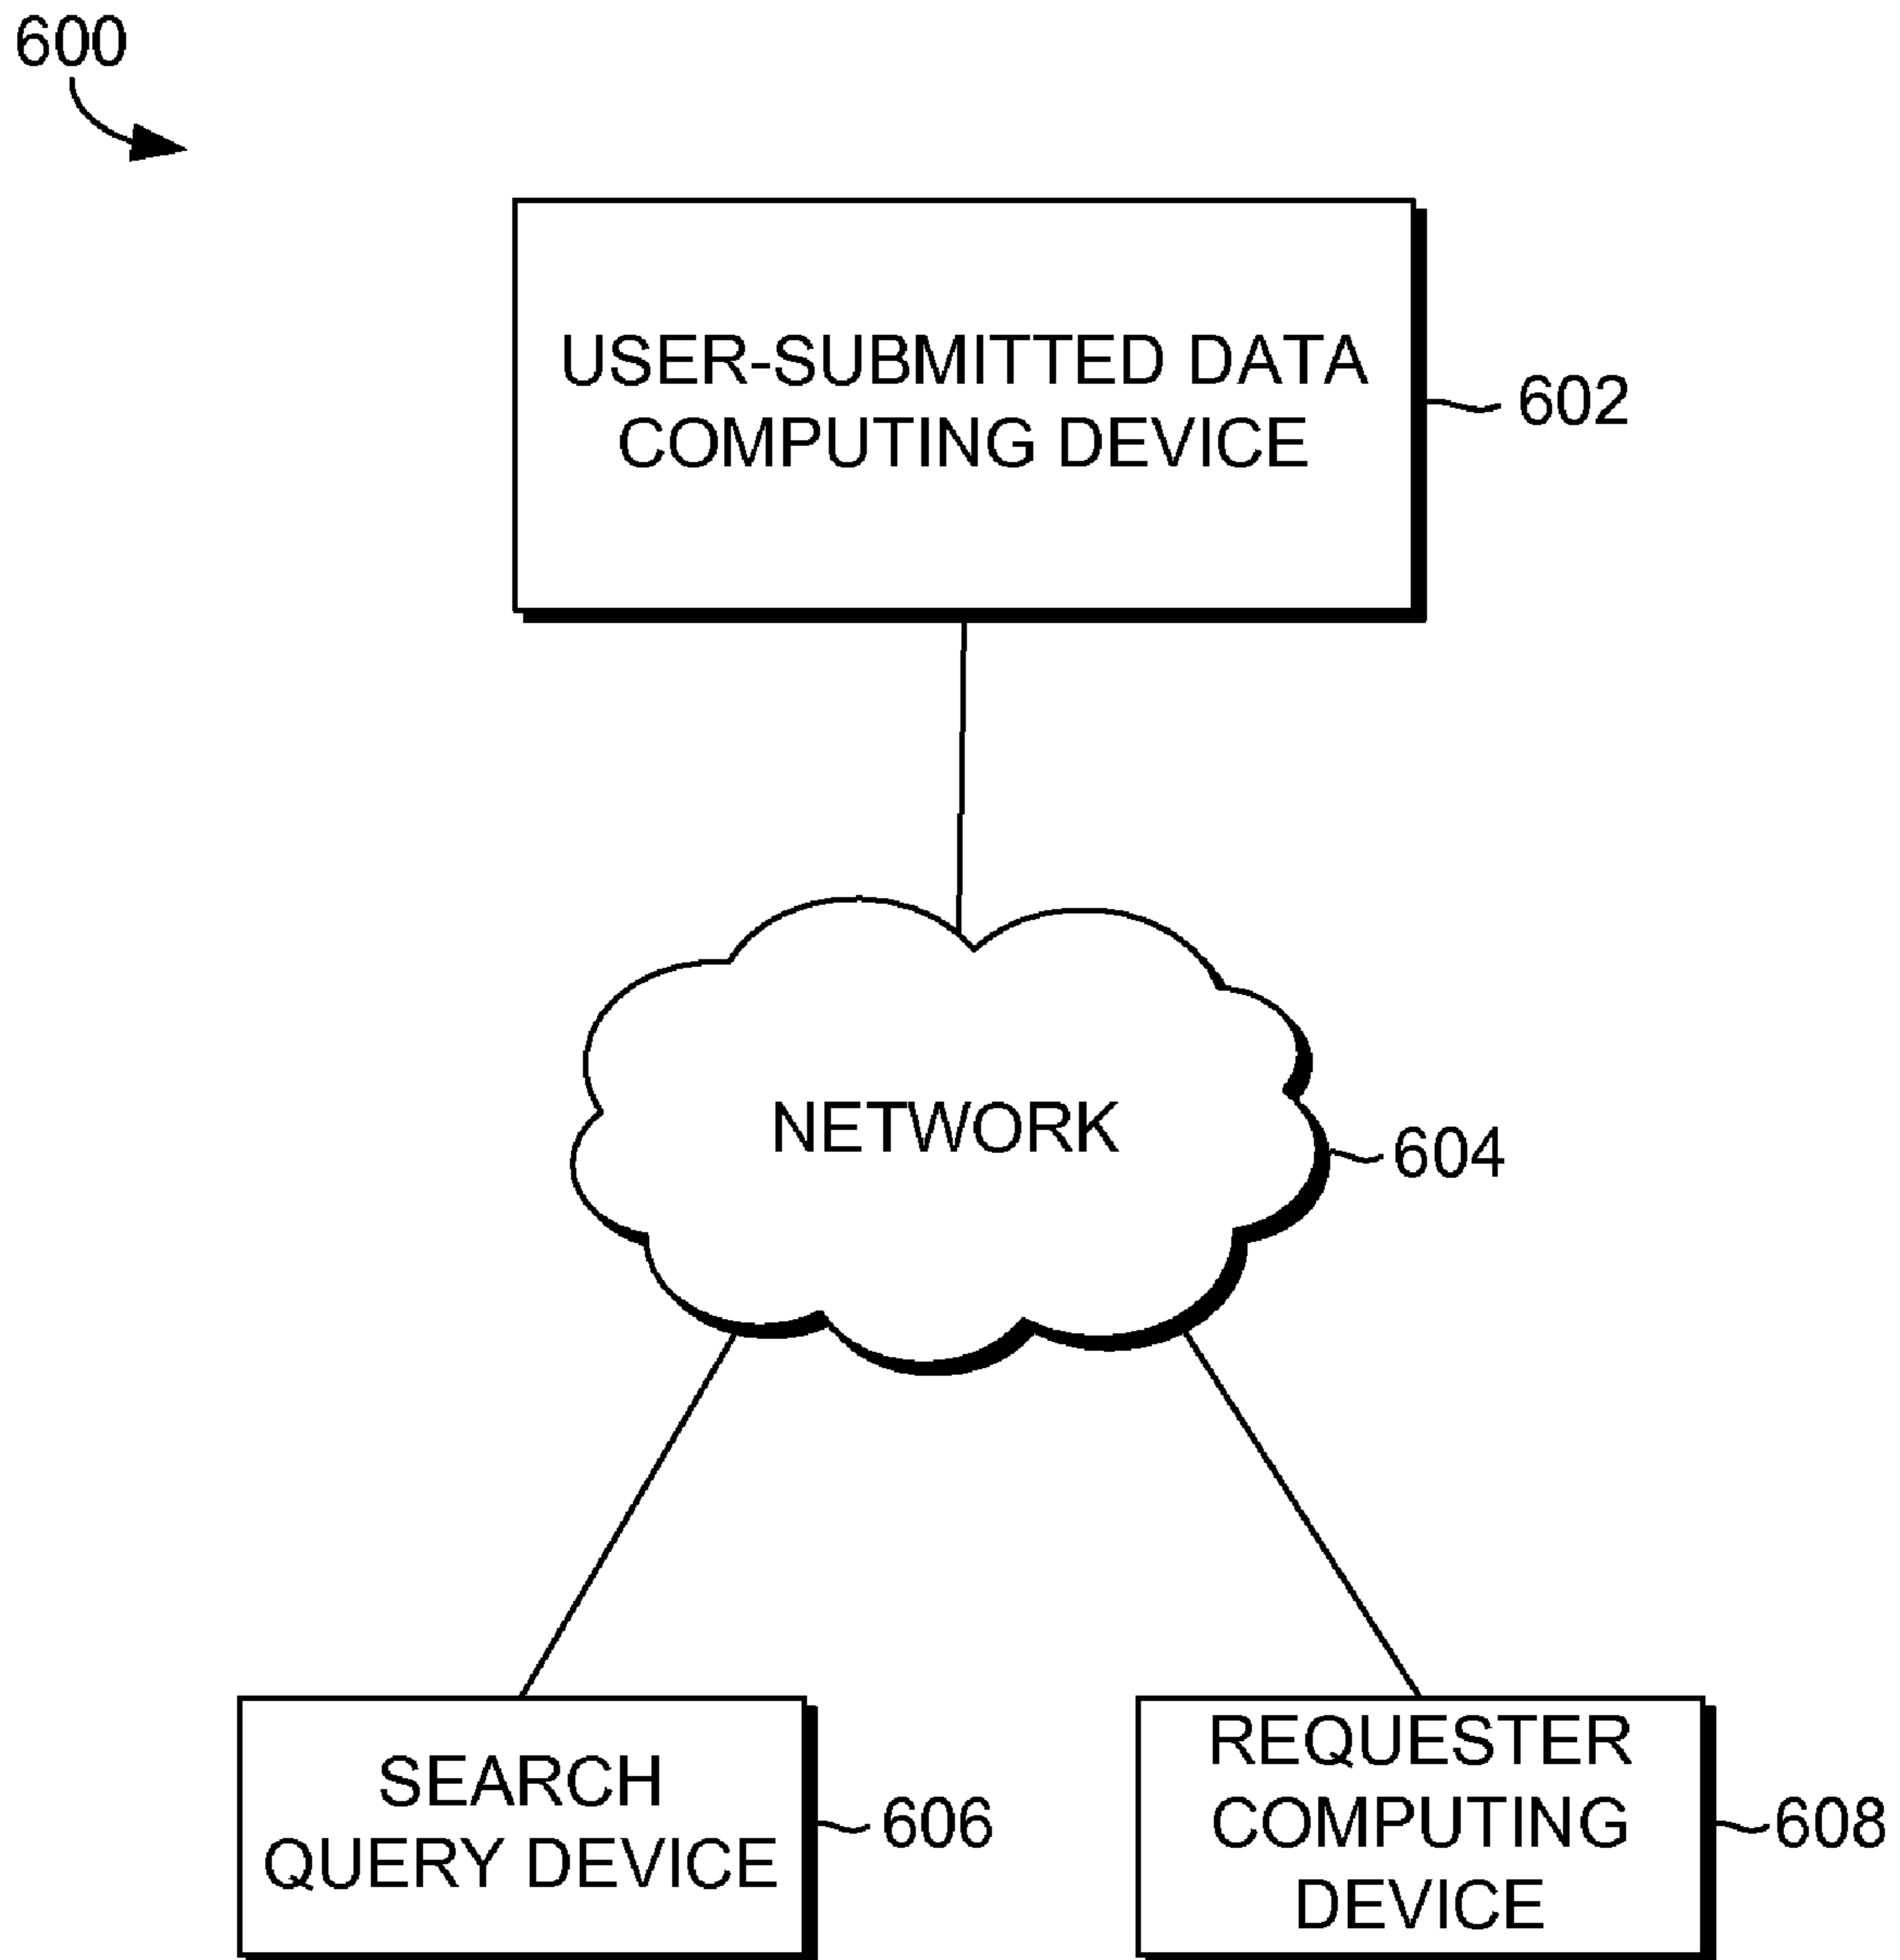 600
USER-SUBMITTED DATA
COMPUTING DEVICE
602
NETWORK
604
SEARCH
QUERY DEVICE
606
REQUESTER
COMPUTING
DEVICE
608